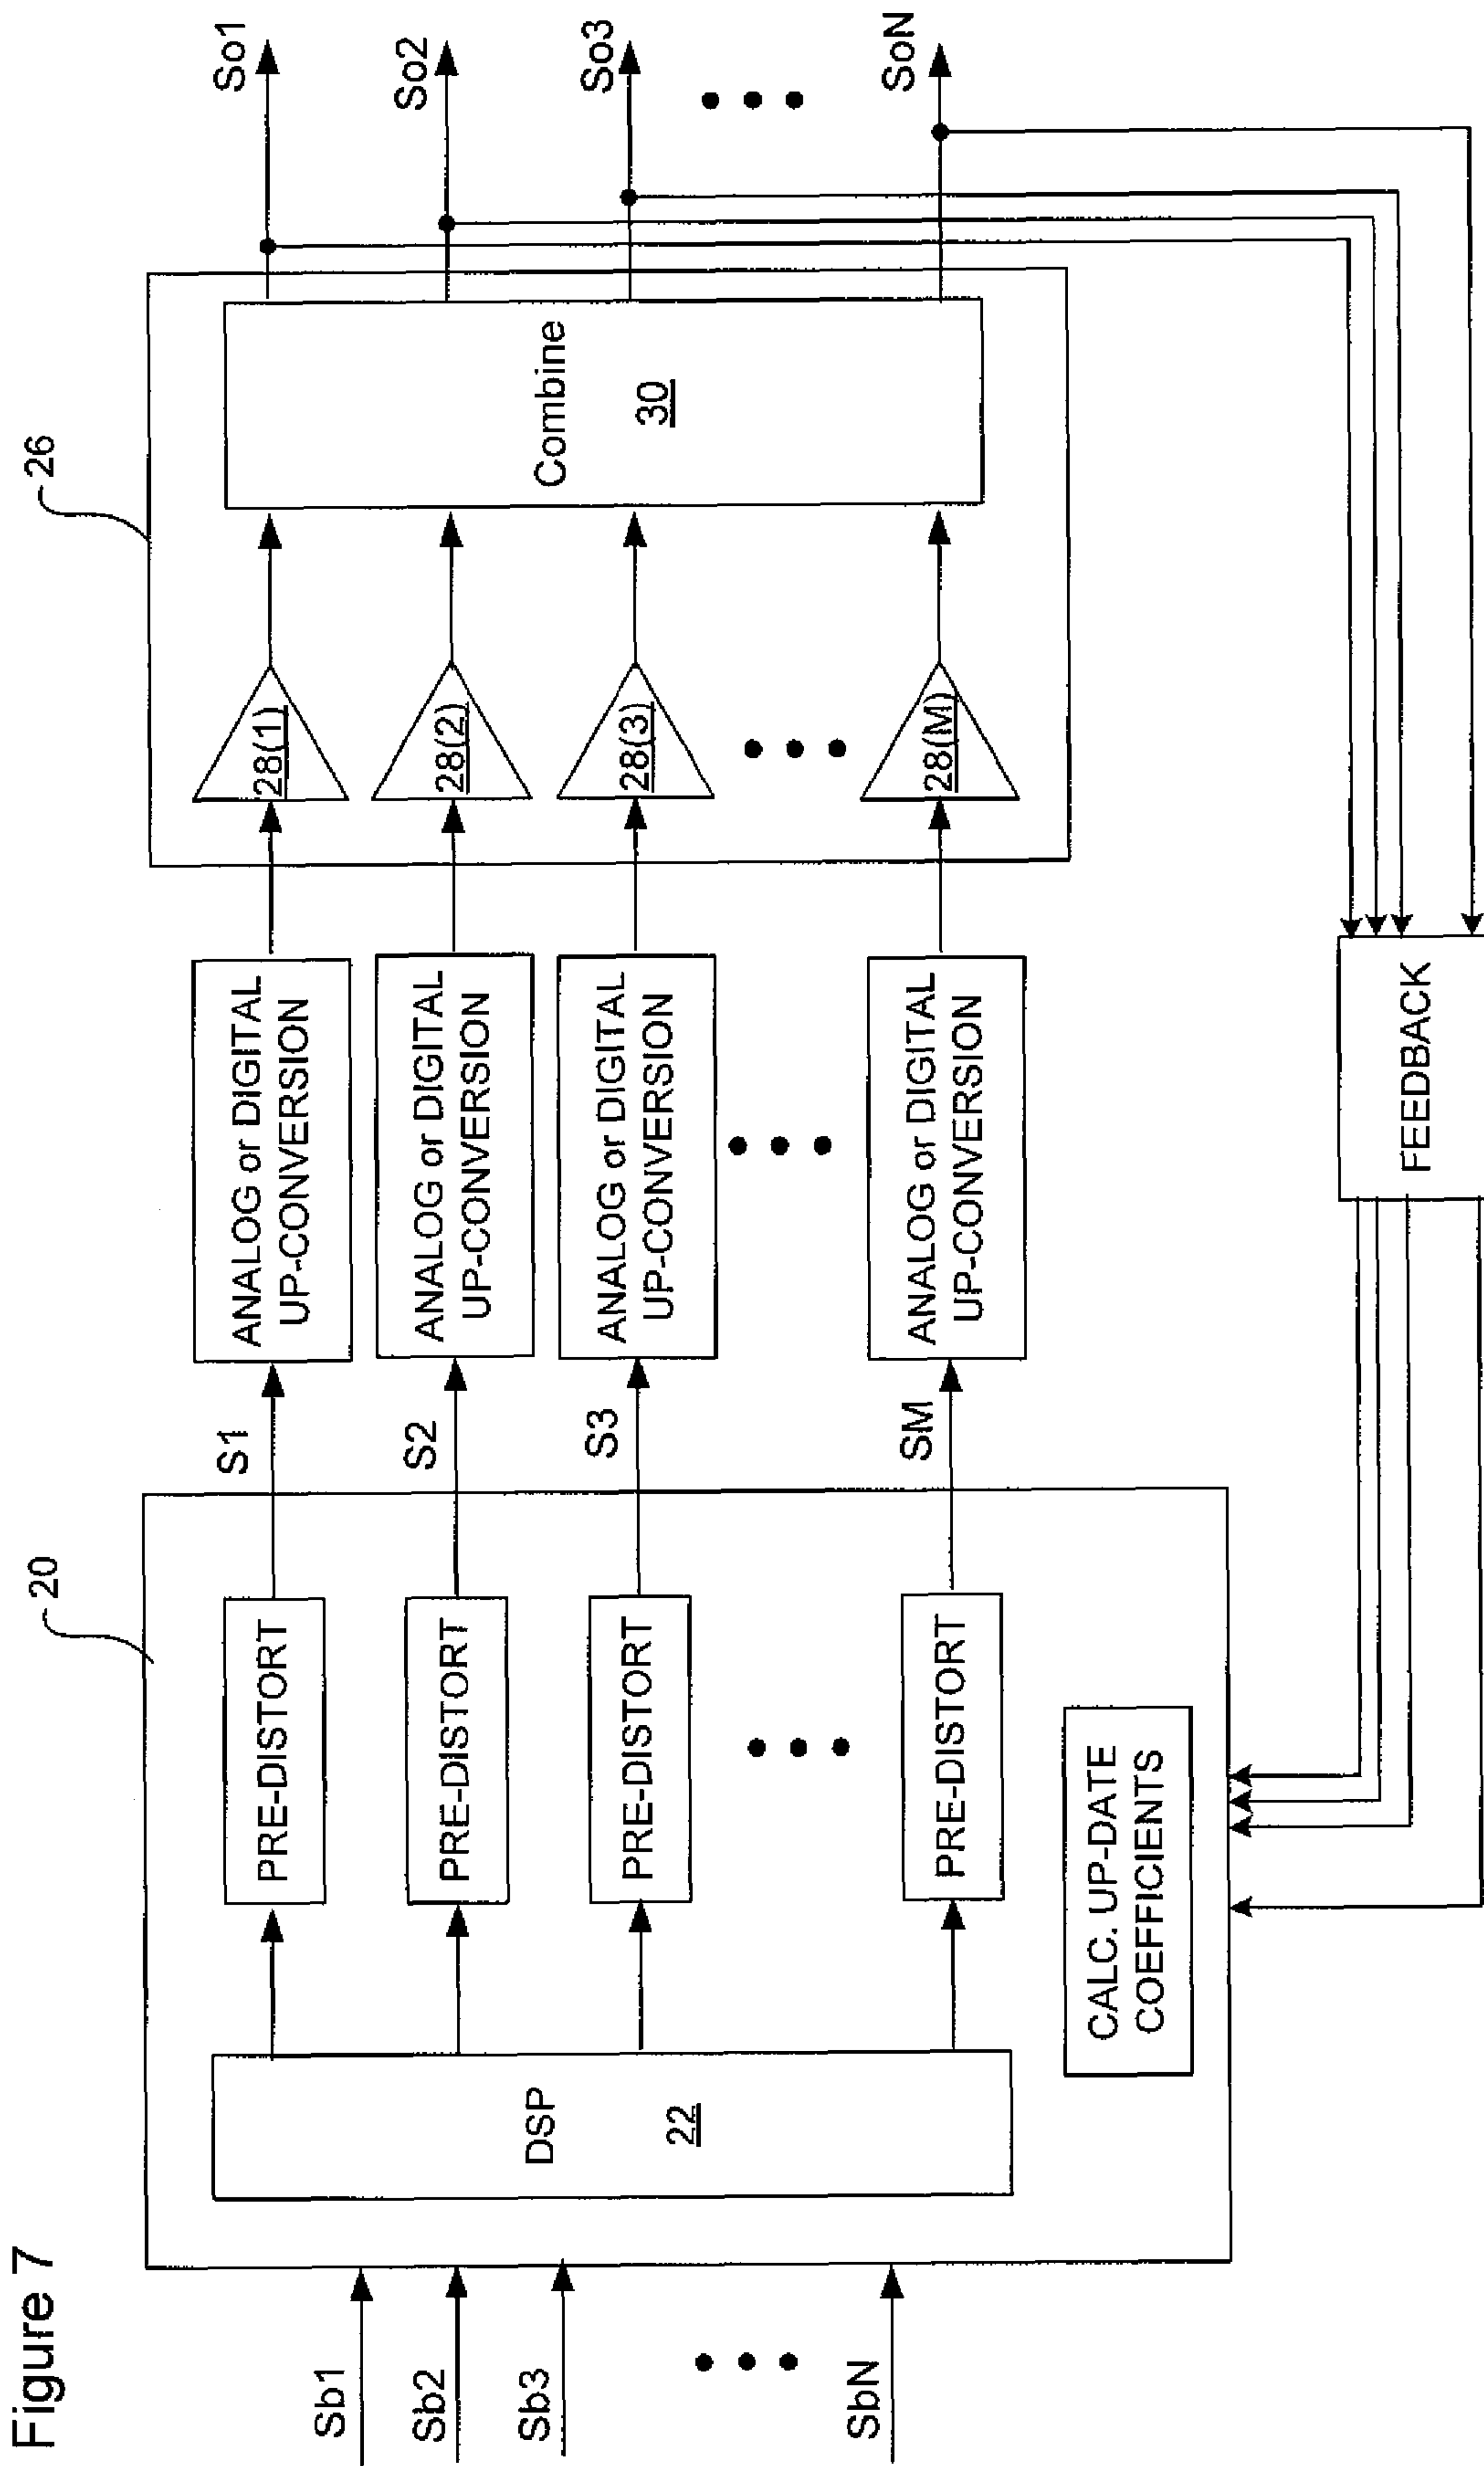 Figure 7
Sb1
Sb2
Sb3
SbN
20
DSP
22
PRE-DISTORT
PRE-DISTORT
PRE-DISTORT
PRE-DISTORT
CALC. UP-DATE
COEFFICIENTS
S1
S2
S3
SM
ANALOG or DIGITAL
UP-CONVERSION
ANALOG or DIGITAL
UP-CONVERSION
ANALOG or DIGITAL
UP-CONVERSION
ANALOG or DIGITAL
UP-CONVERSION
26
28(1)
28(2)
28(3)
28(M)
Combine
30
So1
So2
So3
SoN
FEEDBACK